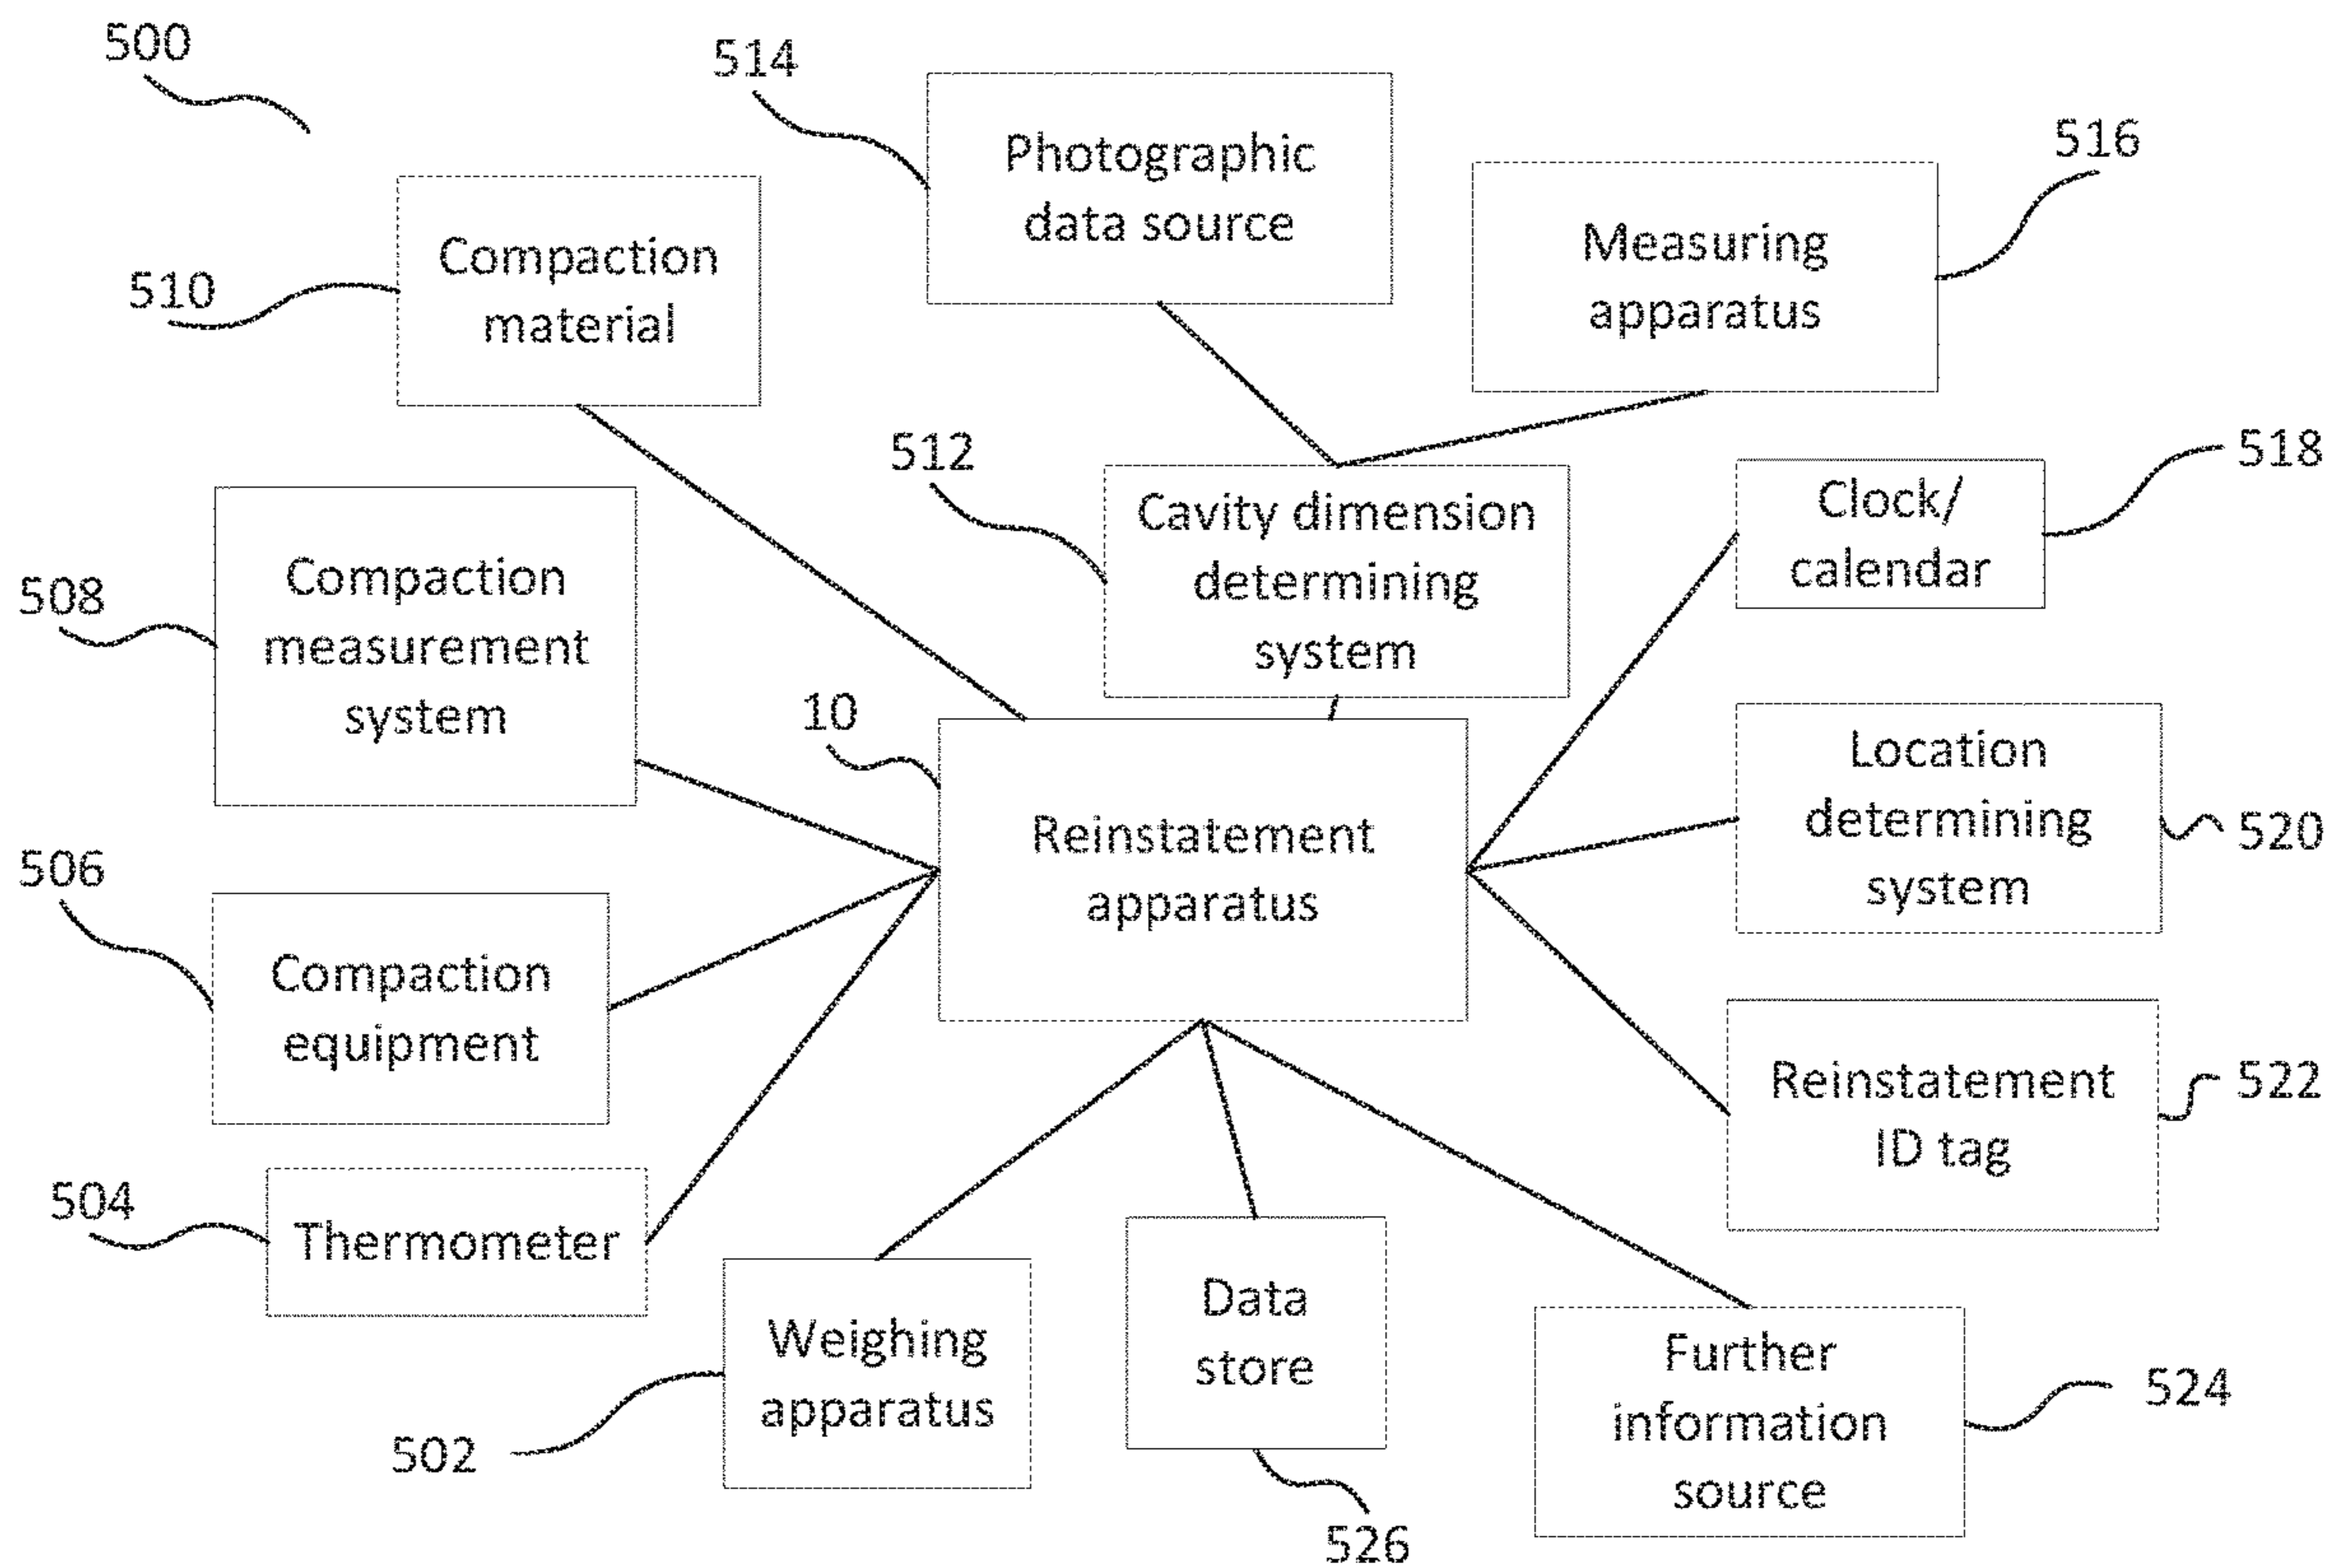 500
514
Photographic
data source
516
Measuring
apparatus
510
Compaction
material
512
Cavity dimension
determining
system
518
Clock/
calendar
508
Compaction
measurement
system
10
Reinstatement
apparatus
Location
determining
system
520
506
Compaction
equipment
Reinstatement
ID tag
522
504
Thermometer
502
Weighing
apparatus
Data
store
526
Further
information
source
524